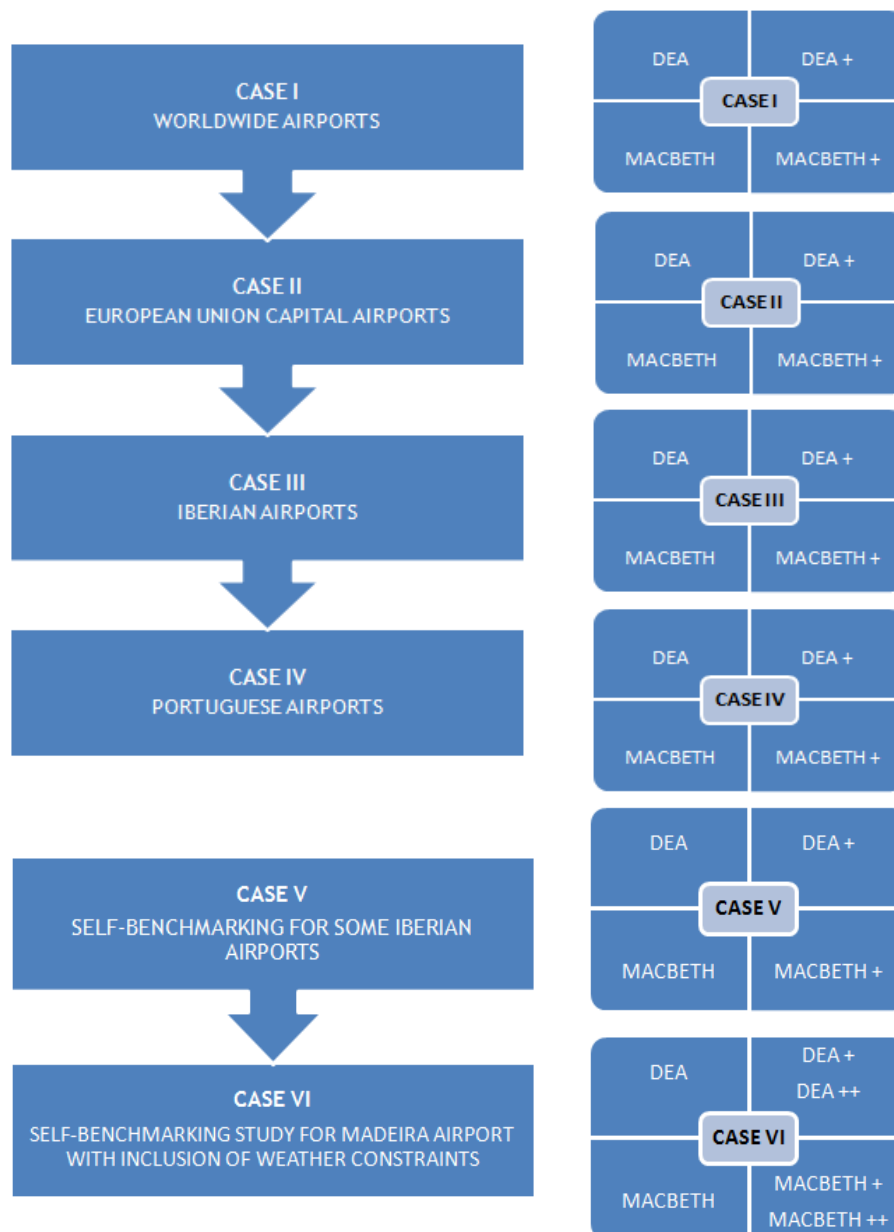 CASE I
WORLDWIDE AIRPORTS
DEA
DEA +
CASE I
MACBETH
MACBETH +
CASE II
EUROPEAN UNION CAPITAL AIRPORTS
DEA
DEA +
CASE II
MACBETH
MACBETH +
CASE III
IBERIAN AIRPORTS
DEA
DEA +
CASE III
MACBETH
MACBETH +
CASE IV
PORTUGUESE AIRPORTS
DEA
DEA +
CASE IV
MACBETH
MACBETH +
CASE V
SELF-BENCHMARKING FOR SOME IBERIAN
AIRPORTS
DEA
DEA +
CASE V
MACBETH
MACBETH +
CASE VI
SELF-BENCHMARKING STUDY FOR MADEIRA AIRPORT
WITH INCLUSION OF WEATHER CONSTRAINTS
DEA
DEA +
DEA ++
CASE VI
MACBETH
MACBETH +
MACBETH ++